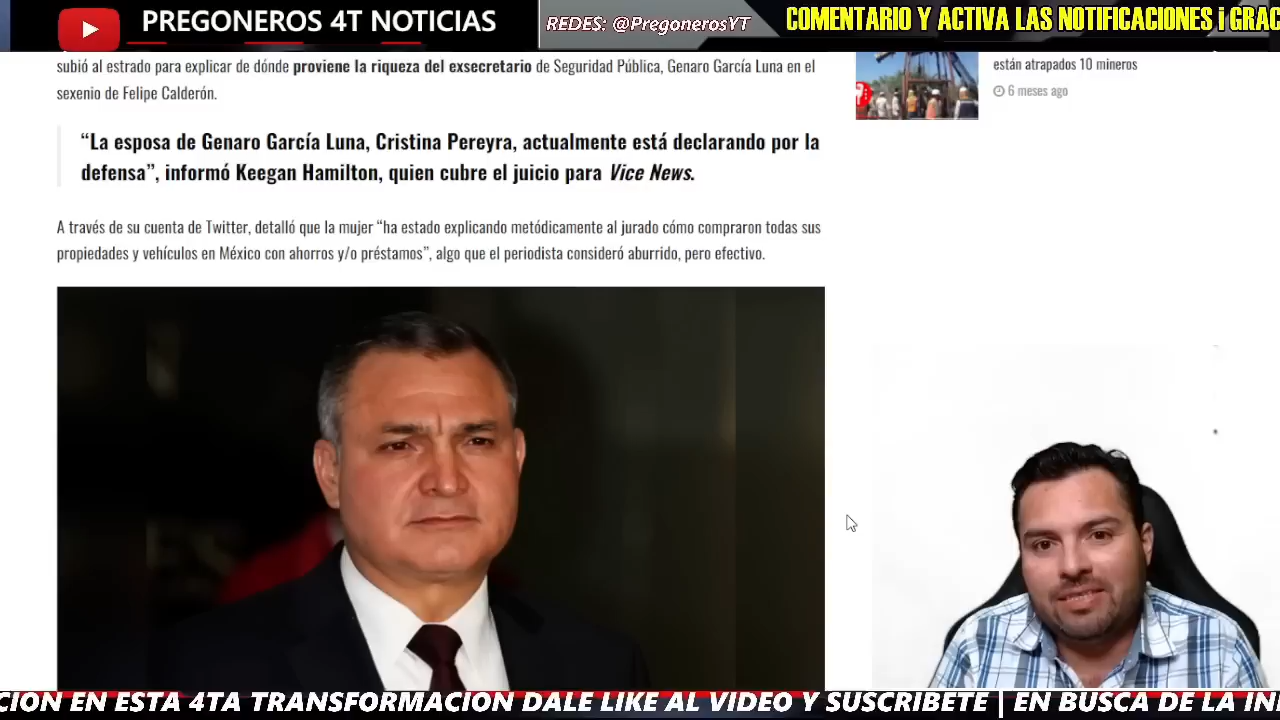 PREGONEROS 4T NOTICIAS
REDES: @PregonerosYT
COMENTARIO Y ACTIVA LAS NOTIFICACIONES ¡ GRAC
subió al estrado para explicar de dónde proviene la riqueza del exsecretario de Seguridad Pública, Genaro García Luna en el
sexenio de Felipe Calderón.
“La esposa de Genaro García Luna, Cristina Pereyra, actualmente está declarando por la
defensa”, informó Keegan Hamilton, quien cubre el juicio para Vice News.
A través de su cuenta de Twitter, detalló que la mujer “ha estado explicando metódicamente al jurado cómo compraron todas sus
propiedades y vehículos en México con ahorros y/o préstamos”, algo que el periodista consideró aburrido, pero efectivo.
están atrapados 10 mineros
6 meses ago
CION EN ESTA 4TA TRANSFORMACION DALE LIKE AL VIDEO Y SUSCRIBETE | EN BUSCA DE LA IN